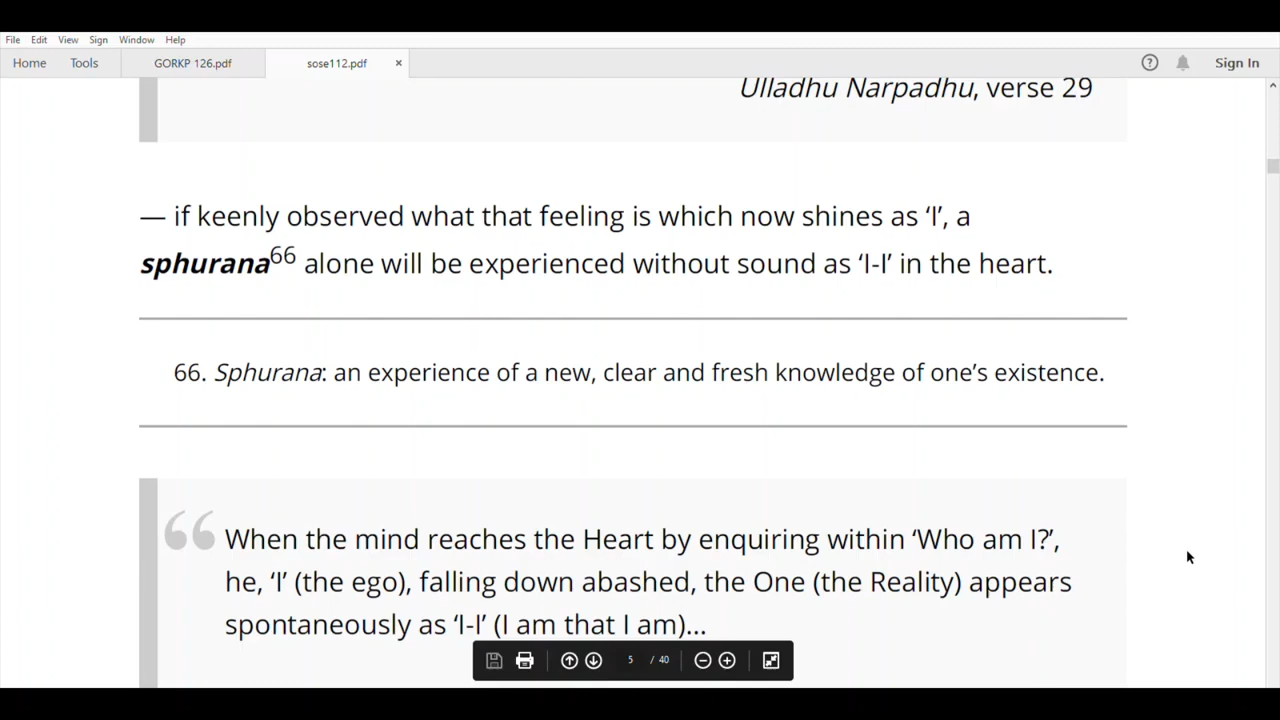 File Edit View Sign Window Help
Home Tools GORKP 126.pdf sose112.pdf × Sign In
Ulladhu Narpadhu, verse 29
— if keenly observed what that feeling is which now shines as ‘I’, a
sphurana66 alone will be experienced without sound as ‘I-I’ in the heart.
66. Sphurana: an experience of a new, clear and fresh knowledge of one’s existence.
“ When the mind reaches the Heart by enquiring within ‘Who am I?’,
he, ‘I’ (the ego), falling down abashed, the One (the Reality) appears
spontaneously as ‘I-I’ (I am that I am)...
5 / 40